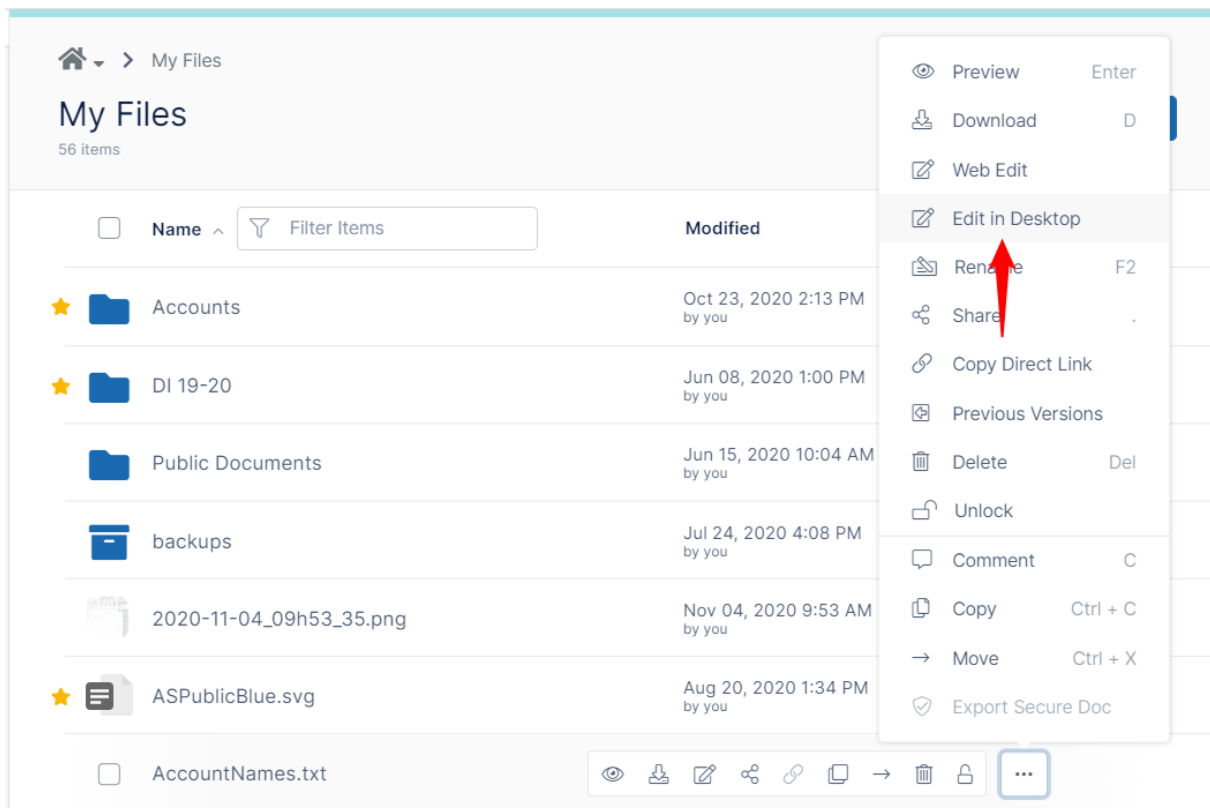 My Files
My Files
56 items
Name
Filter Items
Modified
Accounts
Oct 23, 2020 2:13 PM
by you
DI 19-20
Jun 08, 2020 1:00 PM
by you
Public Documents
Jun 15, 2020 10:04 AM
by you
backups
Jul 24, 2020 4:08 PM
by you
2020-11-04_09h53_35.png
Nov 04, 2020 9:53 AM
by you
ASPublicBlue.svg
Aug 20, 2020 1:34 PM
by you
AccountNames.txt
Preview Enter
Download D
Web Edit
Edit in Desktop
Rename F2
Share .
Copy Direct Link
Previous Versions
Delete Del
Unlock
Comment C
Copy Ctrl + C
Move Ctrl + X
Export Secure Doc